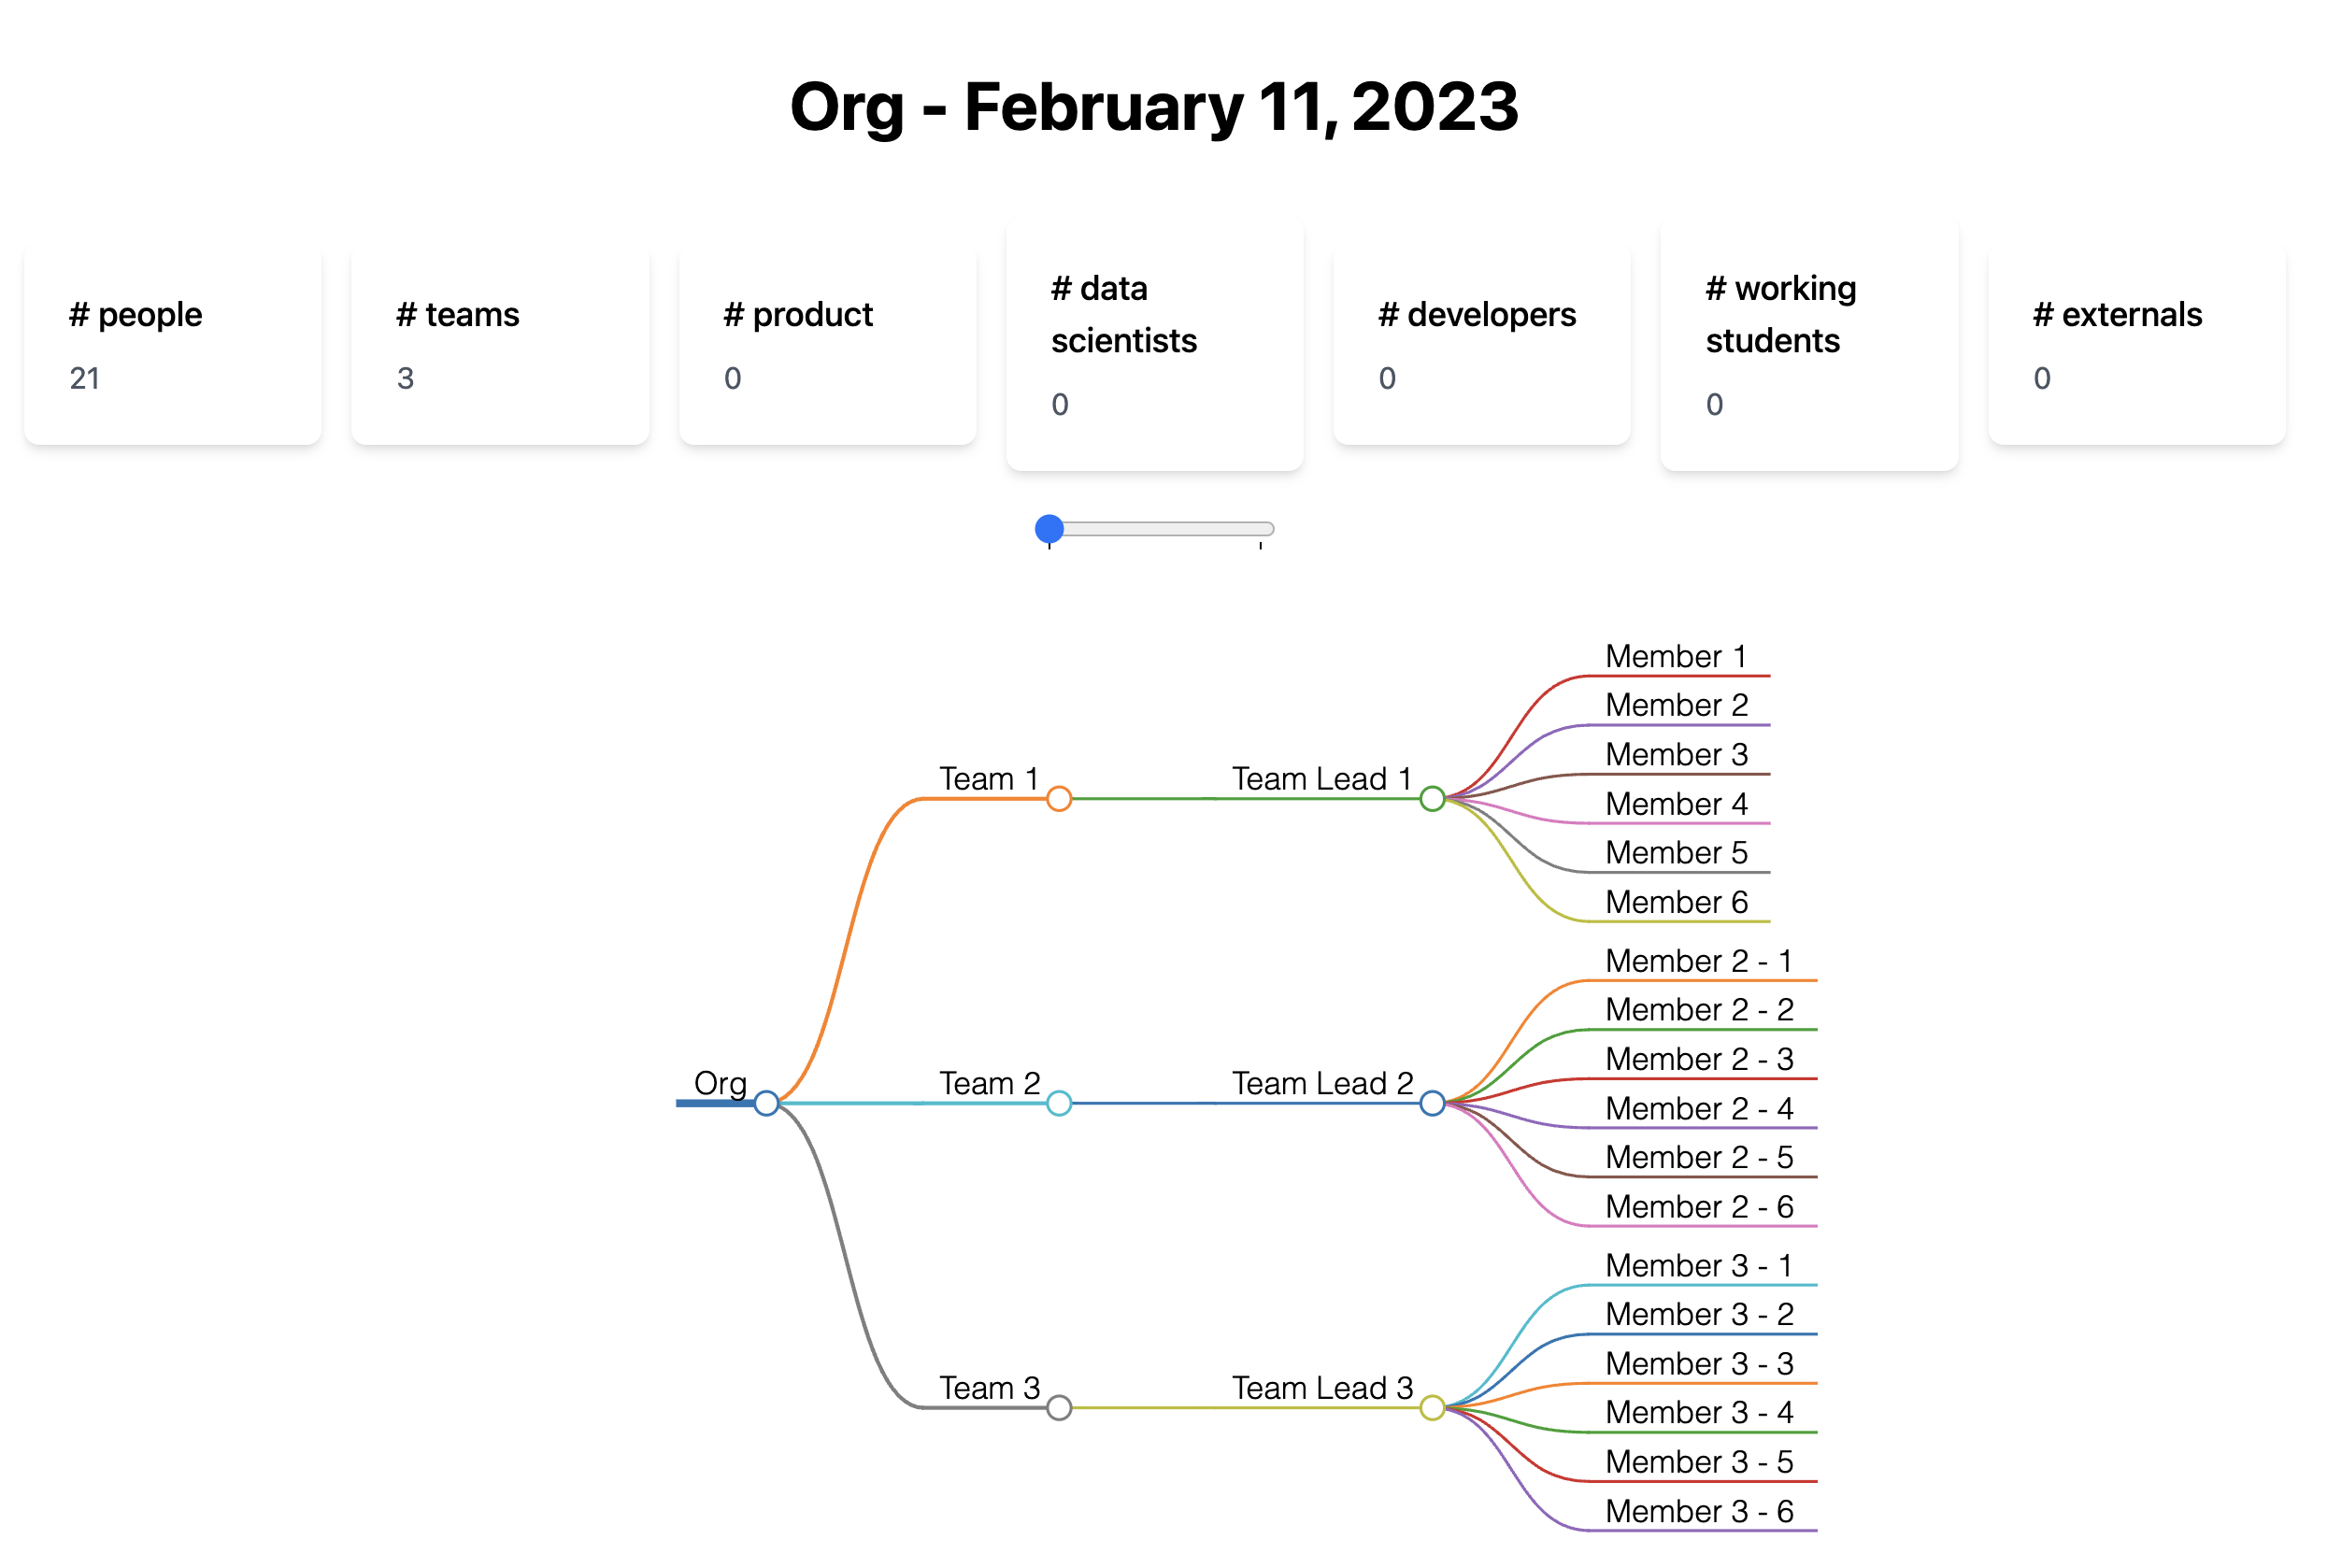 Org - February 11, 2023
# people
21
# teams
3
# product
0
# data
scientists
0
# developers
0
# working
students
0
# externals
0
Org
Team 1
Team Lead 1
Member 1
Member 2
Member 3
Member 4
Member 5
Member 6
Team 2
Team Lead 2
Member 2 - 1
Member 2 - 2
Member 2 - 3
Member 2 - 4
Member 2 - 5
Member 2 - 6
Team 3
Team Lead 3
Member 3 - 1
Member 3 - 2
Member 3 - 3
Member 3 - 4
Member 3 - 5
Member 3 - 6